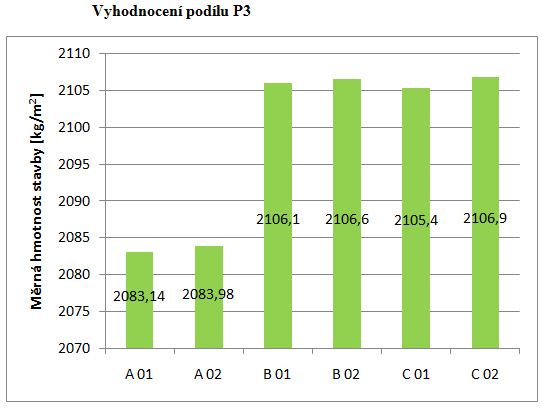 Vyhodnocení podílu P3
Měrná hmotnost stavby [kg/m²]
2110
2105
2100
2095
2090
2085
2080
2075
2070
2083,14
2083,98
2106,1
2106,6
2105,4
2106,9
A 01
A 02
B 01
B 02
C 01
C 02